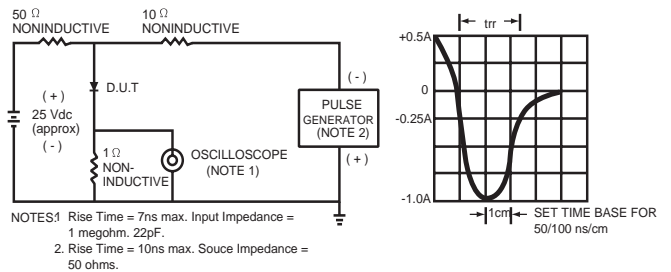 50 Ω
NONINDUCTIVE
10 Ω
NONINDUCTIVE
( + )
25 Vdc
(approx)
( - )
D.U.T
1 Ω
NON-
INDUCTIVE
OSCILLOSCOPE
(NOTE 1)
( - )
PULSE
GENERATOR
(NOTE 2)
( + )
trr
+0.5A
0
-0.25A
-1.0A
1cm
SET TIME BASE FOR
50/100 ns/cm
NOTES:1 Rise Time = 7ns max. Input Impedance =
1 megohm. 22pF.
2. Rise Time = 10ns max. Souce Impedance =
50 ohms.